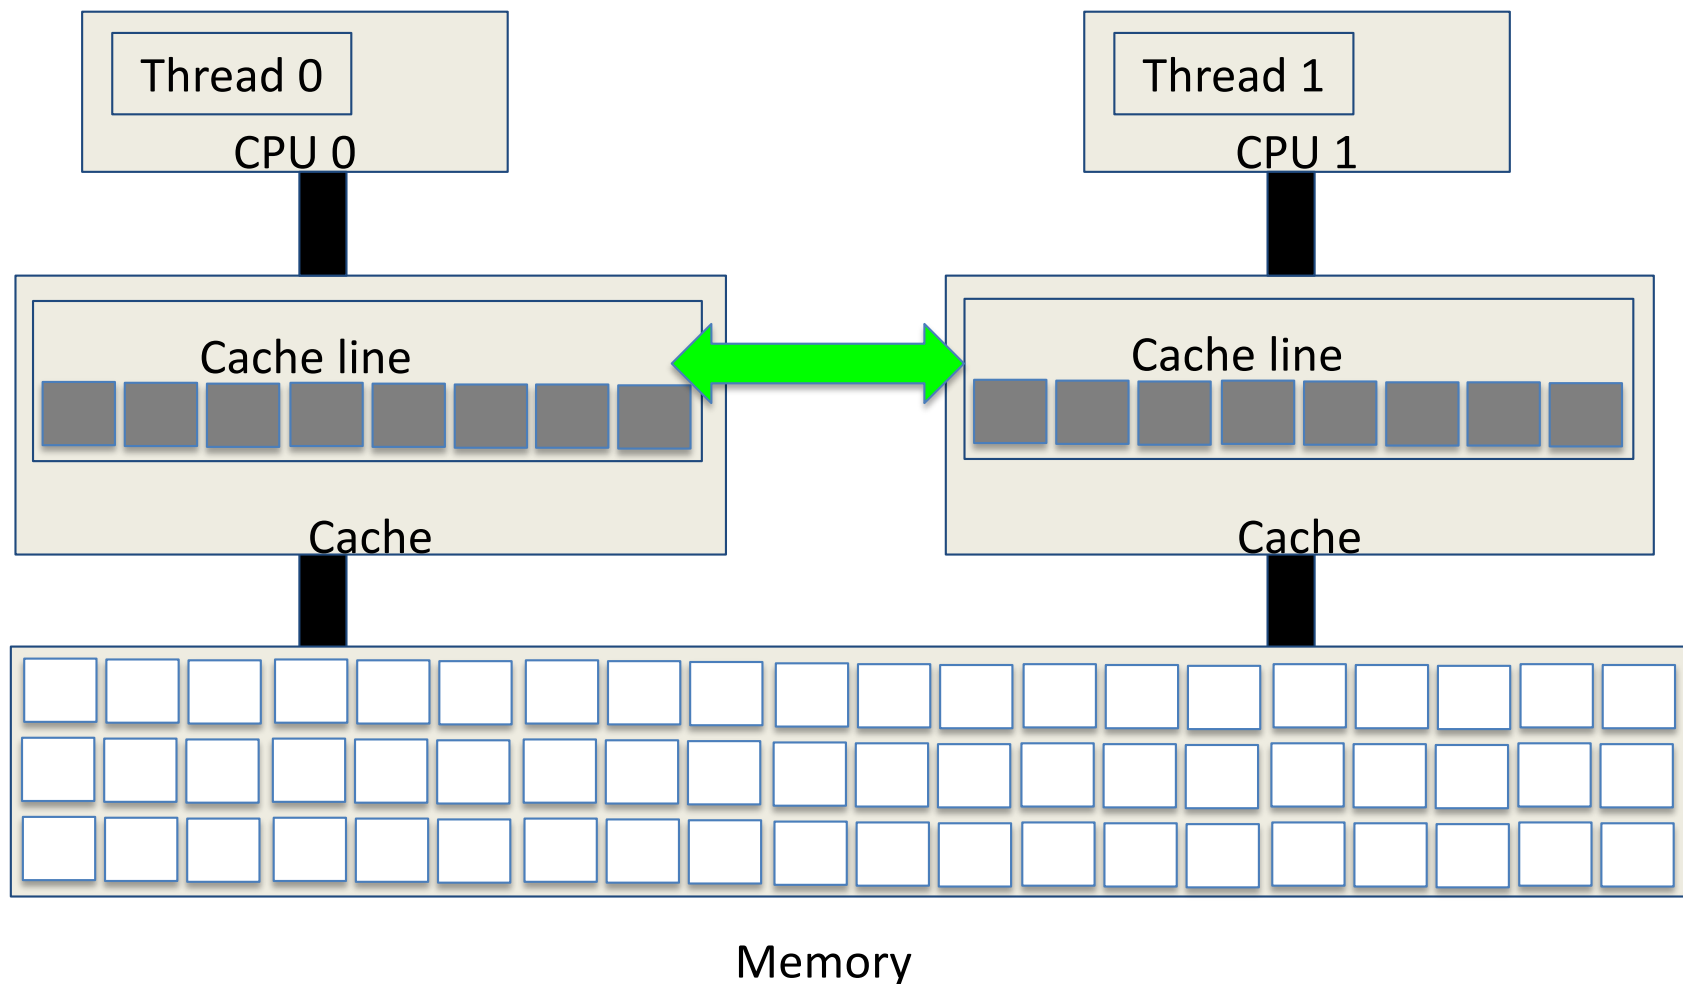 Thread 0
Thread 1
CPU 0
CPU 1
Cache line
Cache line
Cache
Cache
Memory